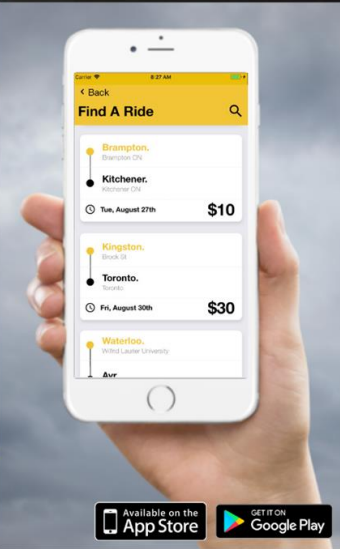 Carrier 8:27 AM
< Back
Find A Ride
Brampton.
Brampton ON
Kitchener.
Kitchener ON
Tue, August 27th $10
Kingston.
Brock St
Toronto.
Toronto
Fri, August 30th $30
Waterloo.
Wilfrid Laurier University
Ayr
Available on the
App Store
GET IT ON
Google Play